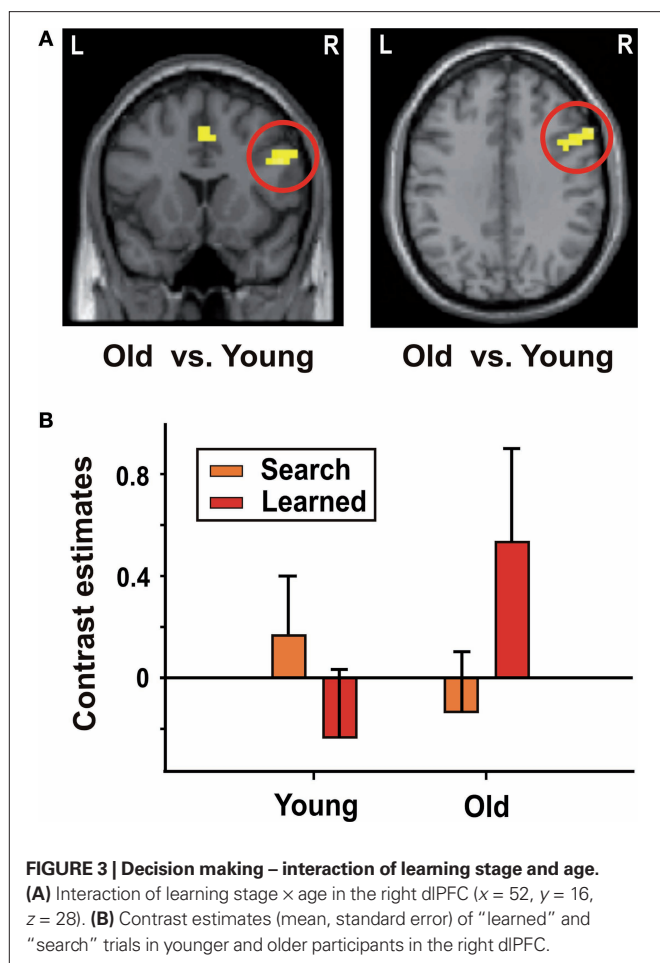 A
L R
L R
Old vs. Young
Old vs. Young
B
Contrast estimates
0.8
0.4
0
Search
Learned
Young
Old
FIGURE 3 | Decision making – interaction of learning stage and age.
(A) Interaction of learning stage × age in the right dlPFC (x = 52, y = 16,
z = 28). (B) Contrast estimates (mean, standard error) of “learned” and
“search” trials in younger and older participants in the right dlPFC.